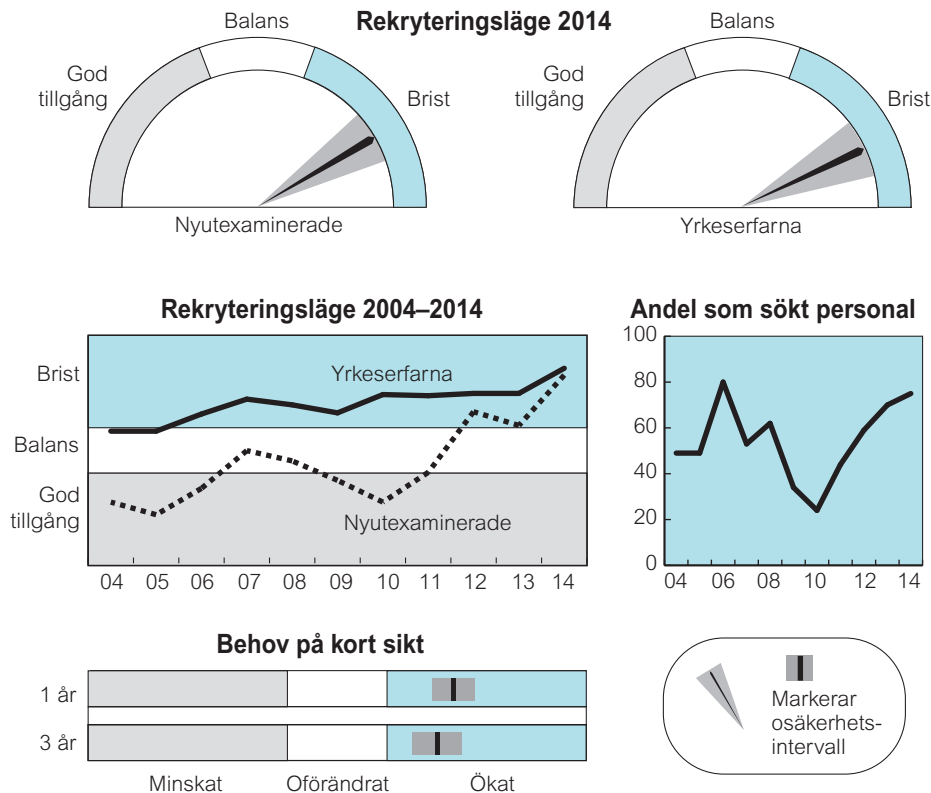 Rekryteringsläge 2014
Balans
God
tillgång
Brist
Nyutexaminerade
Balans
God
tillgång
Brist
Yrkeserfarna
Rekryteringsläge 2004–2014
Brist
Balans
God
tillgång
Yrkeserfarna
Nyutexaminerade
04 05 06 07 08 09 10 11 12 13 14
Andel som sökt personal
100
80
60
40
20
0
04 06 08 10 12 14
Behov på kort sikt
1 år
3 år
Minskat Oförändrat Ökat
Markerar
osäkerhets-
intervall